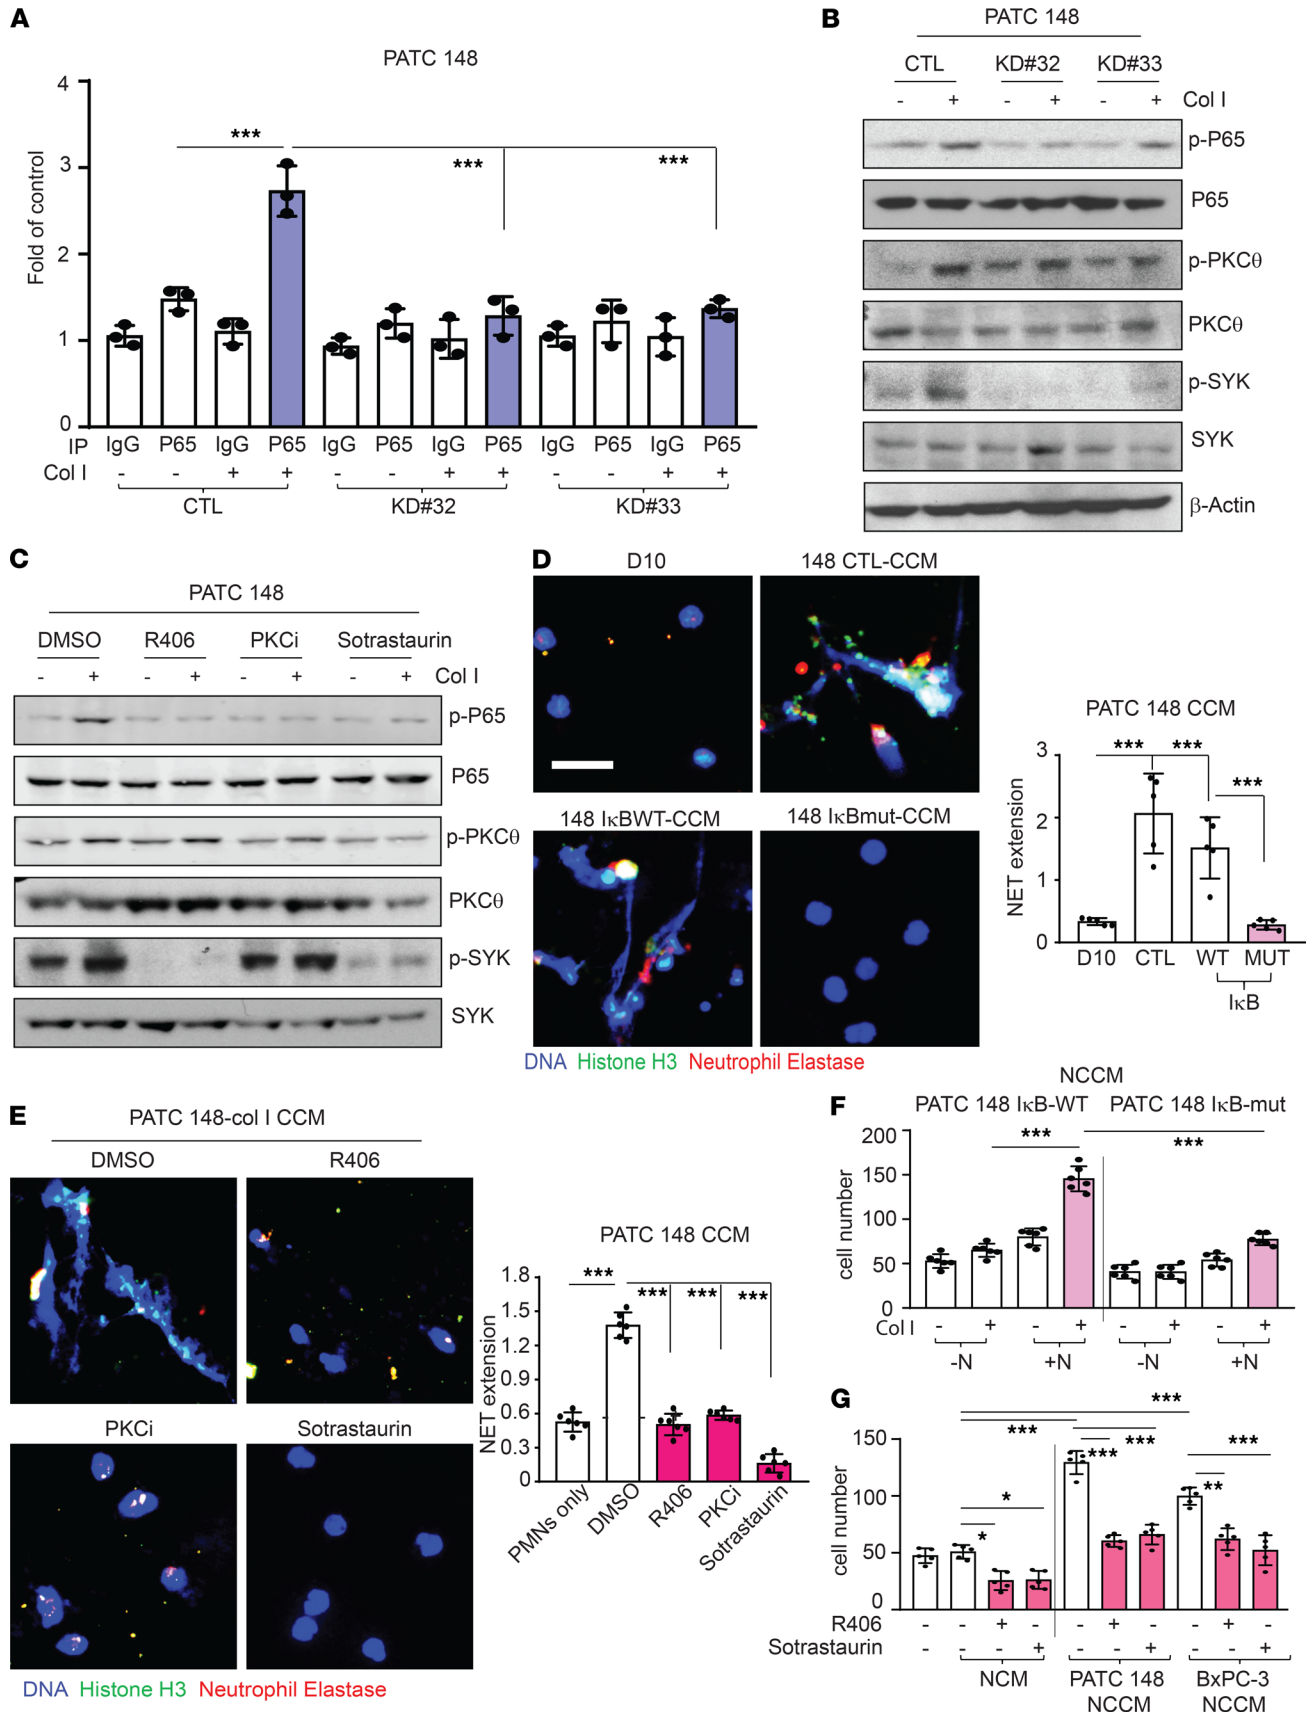 A
PATC 148
Fold of control
4
3
2
1
0
***
***
***
IP IgG P65 IgG P65 IgG P65 IgG P65 IgG P65 IgG P65
Col I - - + + - - + + - - + +
CTL KD#32 KD#33
B
PATC 148
CTL KD#32 KD#33
- + - + - + Col I
p-P65
P65
p-PKCθ
PKCθ
p-SYK
SYK
β-Actin
C
PATC 148
DMSO R406 PKCi Sotrastaurin
- + - + - + - + Col I
p-P65
P65
p-PKCθ
PKCθ
p-SYK
SYK
D
D10 148 CTL-CCM
148 IκBWT-CCM 148 IκBmut-CCM
DNA Histone H3 Neutrophil Elastase
PATC 148 CCM
NET extension
3
2
1
0
*** ***
***
D10 CTL WT MUT
IκB
E
PATC 148-col I CCM
DMSO R406
PKCi Sotrastaurin
DNA Histone H3 Neutrophil Elastase
PATC 148 CCM
NET extension
1.8
1.5
1.2
0.9
0.6
0.3
0
***
*** *** ***
PMNs only DMSO R406 PKCi Sotrastaurin
F
NCCM
PATC 148 IκB-WT PATC 148 IκB-mut
cell number
200
150
100
50
0
*** ***
Col I - + - + - + - +
-N +N -N +N
G
cell number
150
100
50
0
***
*** *** ***
***
**
*
*
R406 - - + - - + - - + -
Sotrastaurin - - - + - - + - - +
NCM PATC 148 BxPC-3
NCCM NCCM